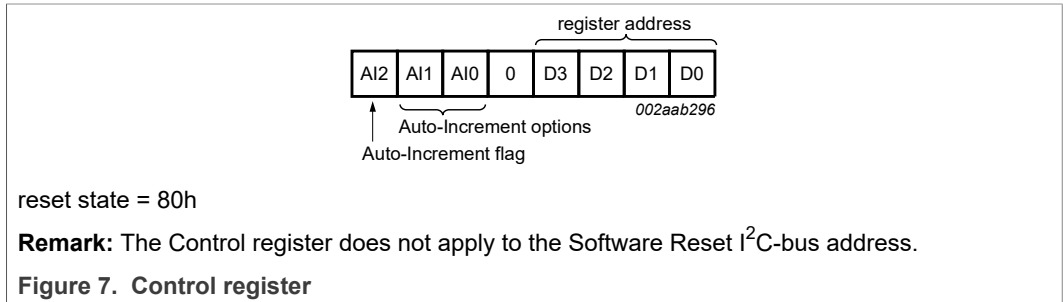 register address
AI2 AI1 AI0 0 D3 D2 D1 D0
002aab296
Auto-Increment options
Auto-Increment flag
reset state = 80h
Remark: The Control register does not apply to the Software Reset I²C-bus address.
Figure 7. Control register